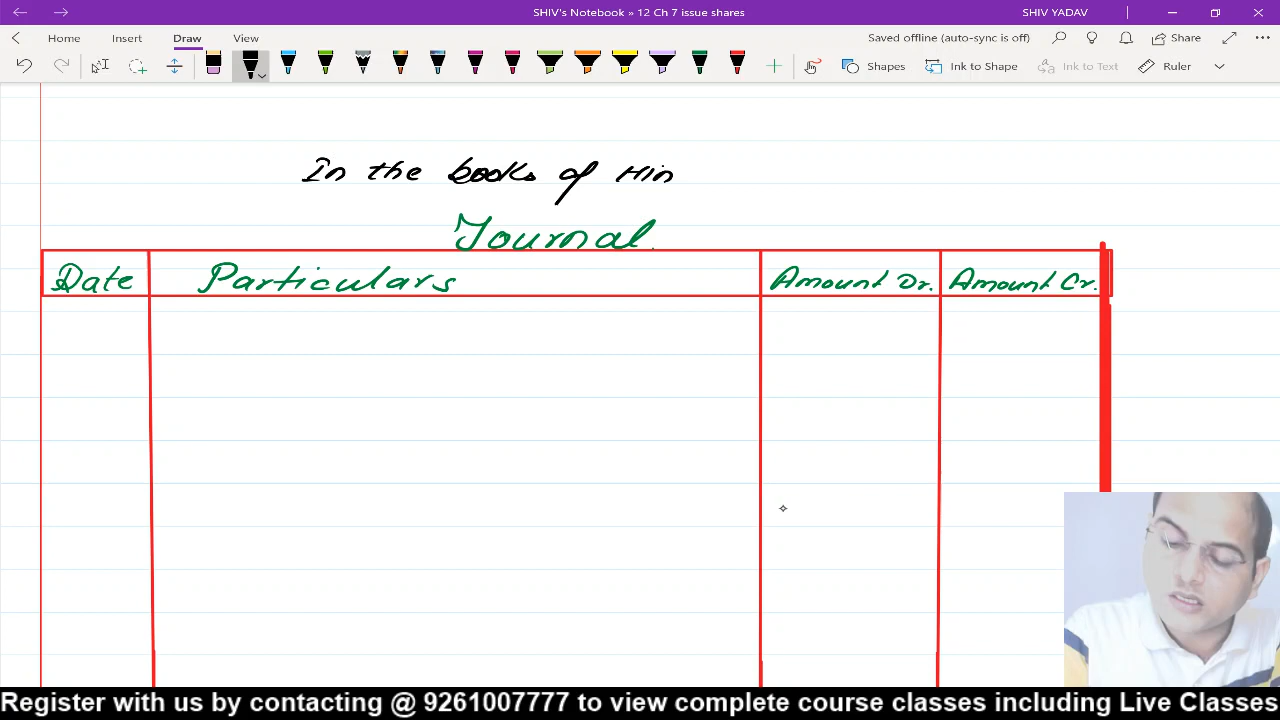 SHIV's Notebook » 12 Ch 7 issue shares
SHIV YADAV
Home Insert Draw View
Saved offline (auto-sync is off) Share
Shapes Ink to Shape Ink to Text Ruler
In the books of Hin
Journal.
Date Particulars Amount Dr. Amount Cr.
Register with us by contacting @ 9261007777 to view complete course classes including Live Classes